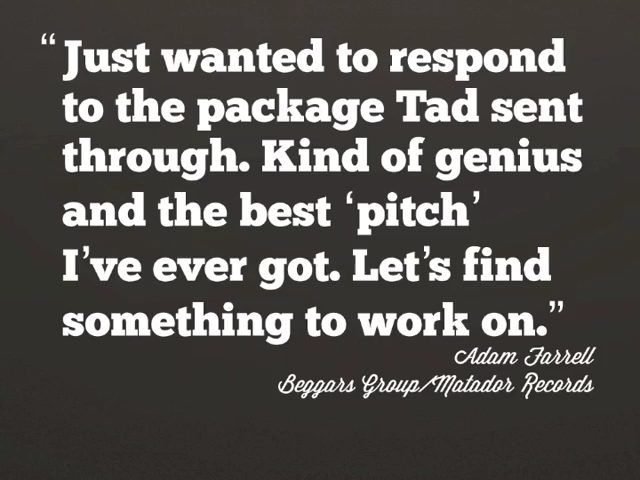 “Just wanted to respond
to the package Tad sent
through. Kind of genius
and the best ‘pitch’
I’ve ever got. Let’s find
something to work on.”
Adam Farrell
Beggars Group/Matador Records